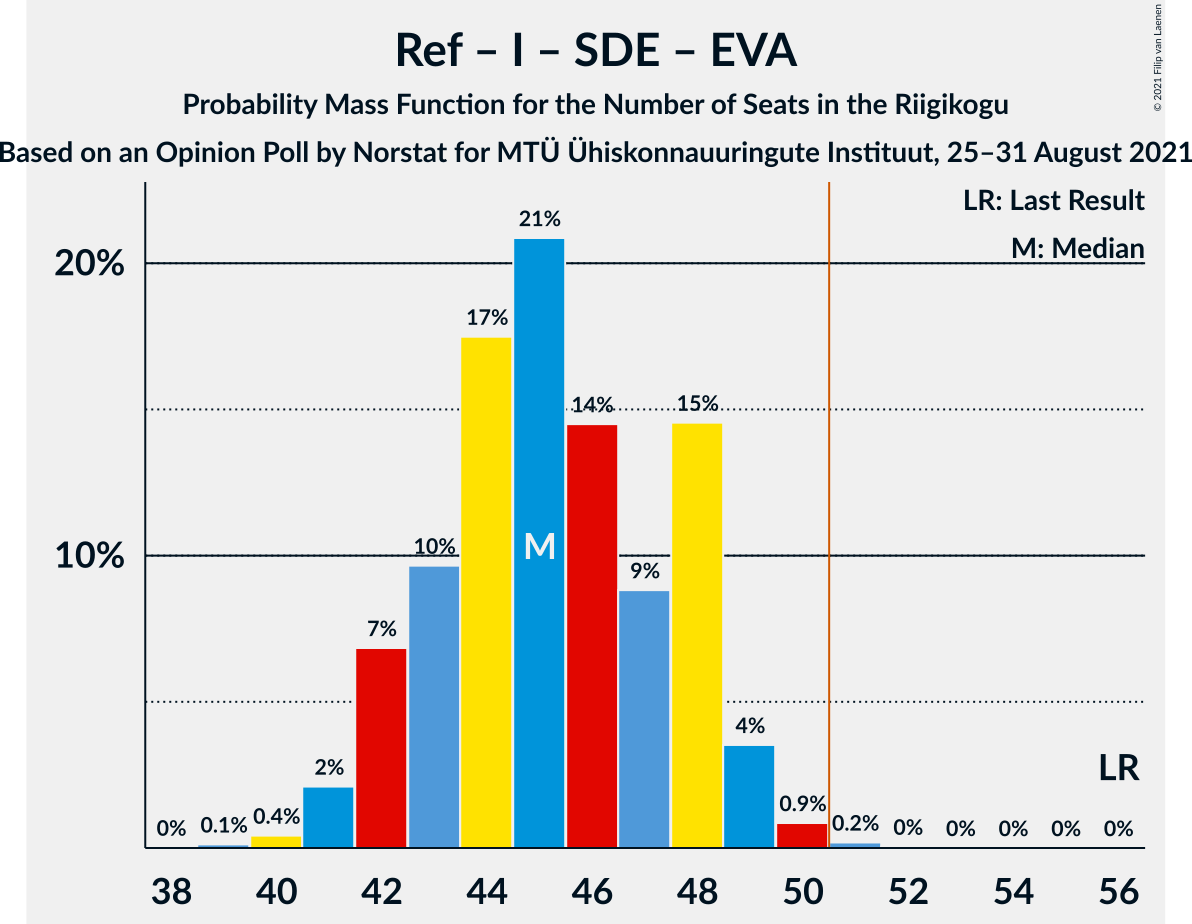 Ref – I – SDE – EVA
Probability Mass Function for the Number of Seats in the Riigikogu
Based on an Opinion Poll by Norstat for MTÜ Ühiskonnauuringute Instituut, 25–31 August 2021
© 2021 Filip van Laenen
LR: Last Result
M: Median
20%
10%
0%
0.1%
0.4%
2%
7%
10%
17%
21%
14%
9%
15%
4%
0.9%
0.2%
0%
0%
0%
0%
0%
M
LR
38 40 42 44 46 48 50 52 54 56